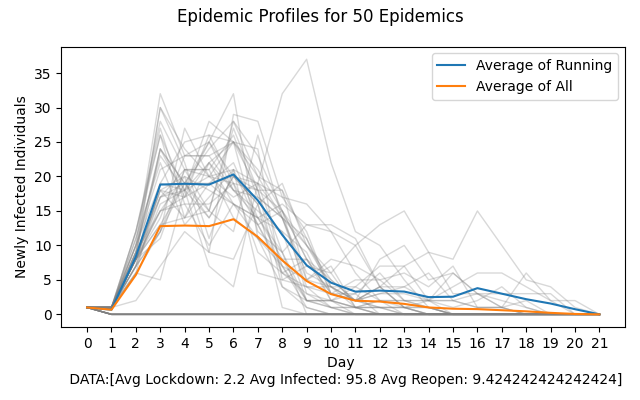 Epidemic Profiles for 50 Epidemics
Newly Infected Individuals
35
30
25
20
15
10
5
0
Average of Running
Average of All
0 1 2 3 4 5 6 7 8 9 10 11 12 13 14 15 16 17 18 19 20 21
Day
DATA:[Avg Lockdown: 2.2 Avg Infected: 95.8 Avg Reopen: 9.424242424242424]